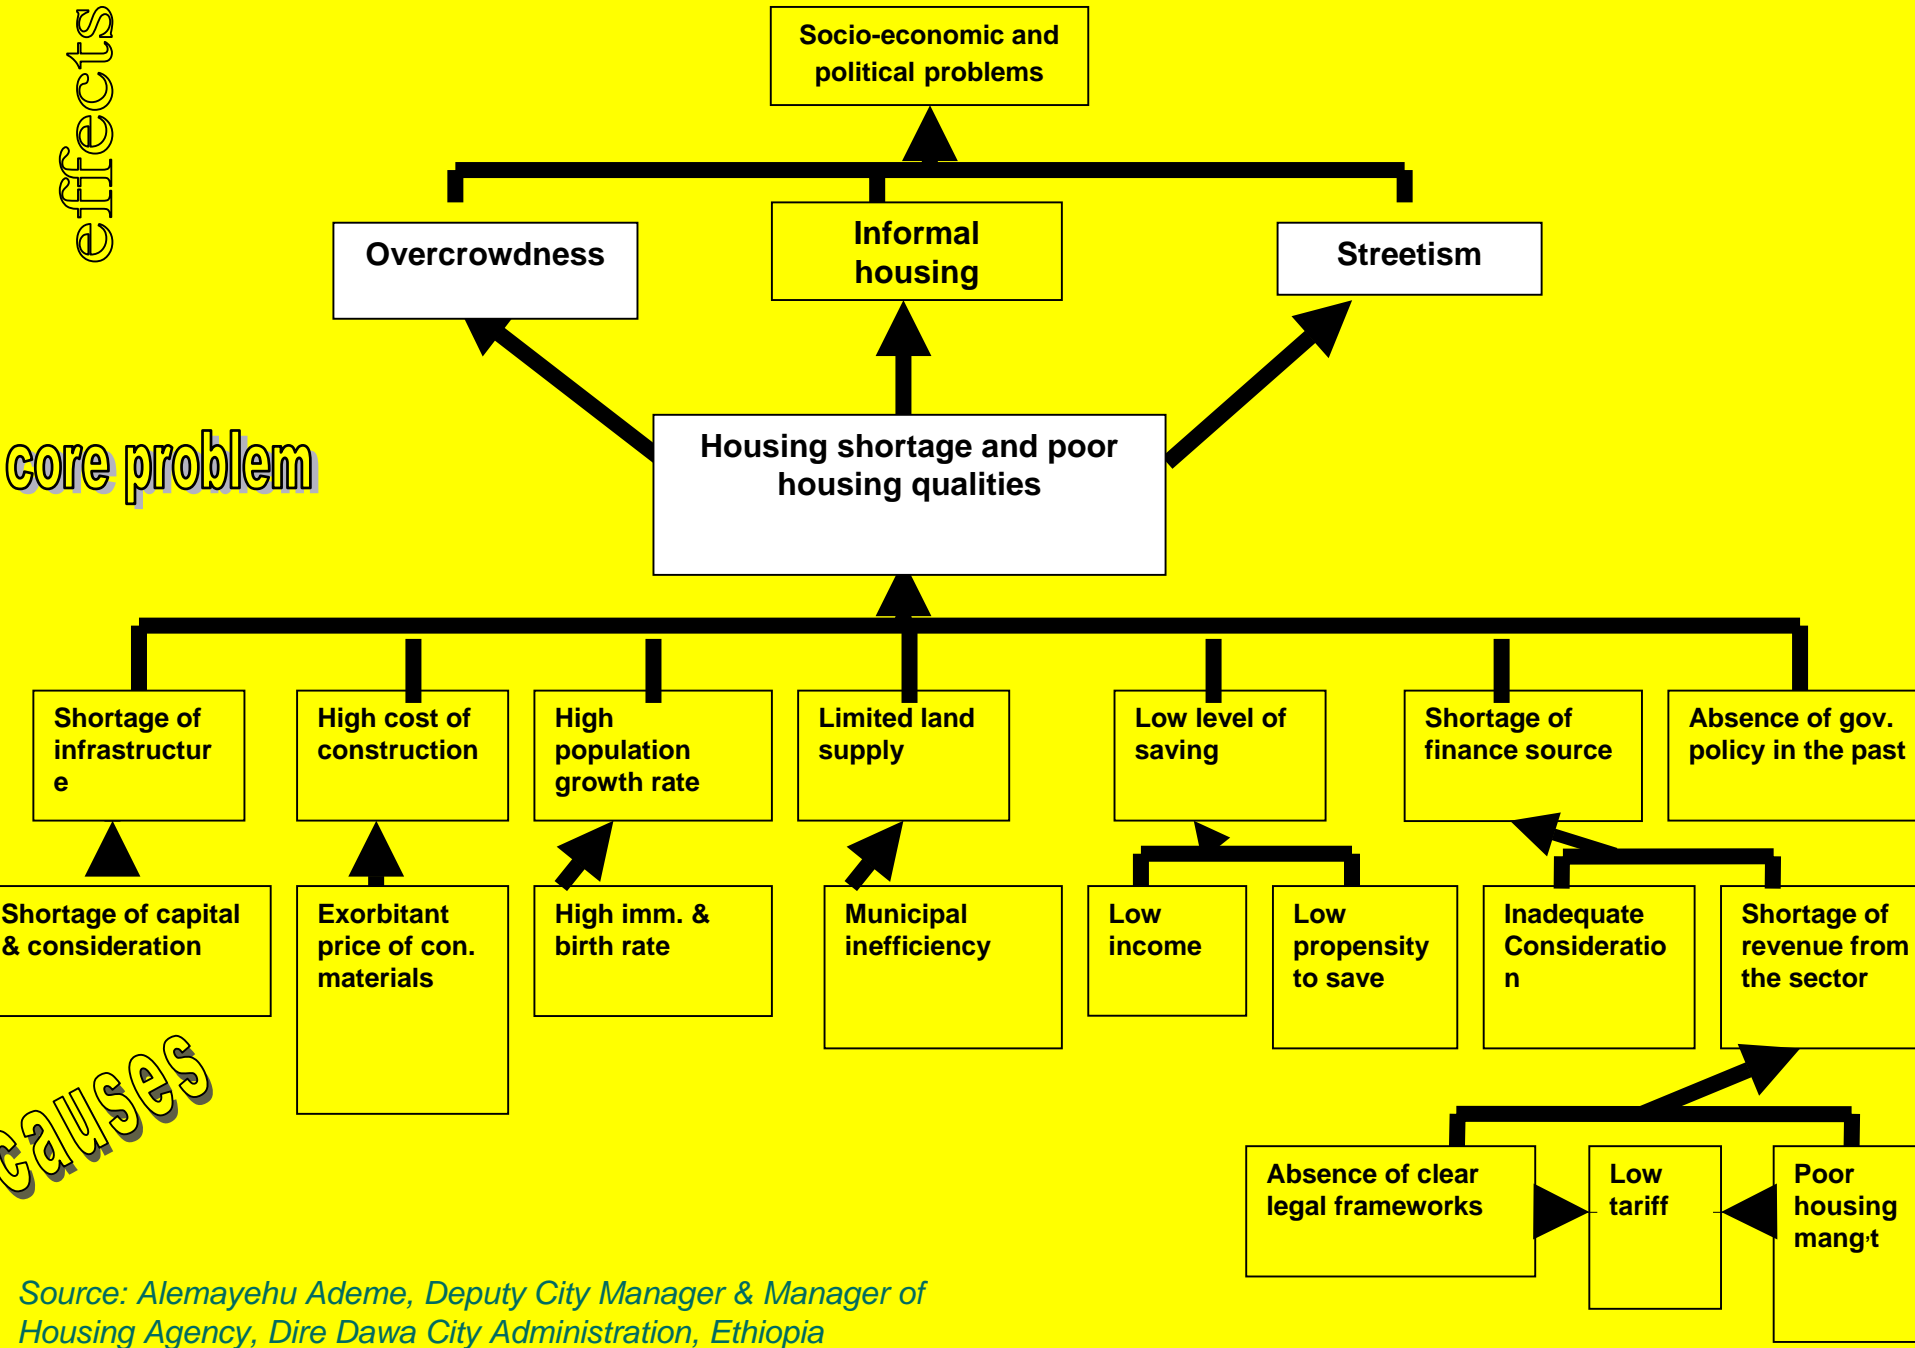 effects
Socio-economic and
political problems
Overcrowdness
Informal
housing
Streetism
core problem
Housing shortage and poor
housing qualities
Shortage of
infrastructur
e
High cost of
construction
High
population
growth rate
Limited land
supply
Low level of
saving
Shortage of
finance source
Absence of gov.
policy in the past
Shortage of capital
& consideration
Exorbitant
price of con.
materials
High imm. &
birth rate
Municipal
inefficiency
Low
income
Low
propensity
to save
Inadequate
Consideratio
n
Shortage of
revenue from
the sector
causes
Absence of clear
legal frameworks
Low
tariff
Poor
housing
mang,t
Source: Alemayehu Ademe, Deputy City Manager & Manager of
Housing Agency, Dire Dawa City Administration, Ethiopia